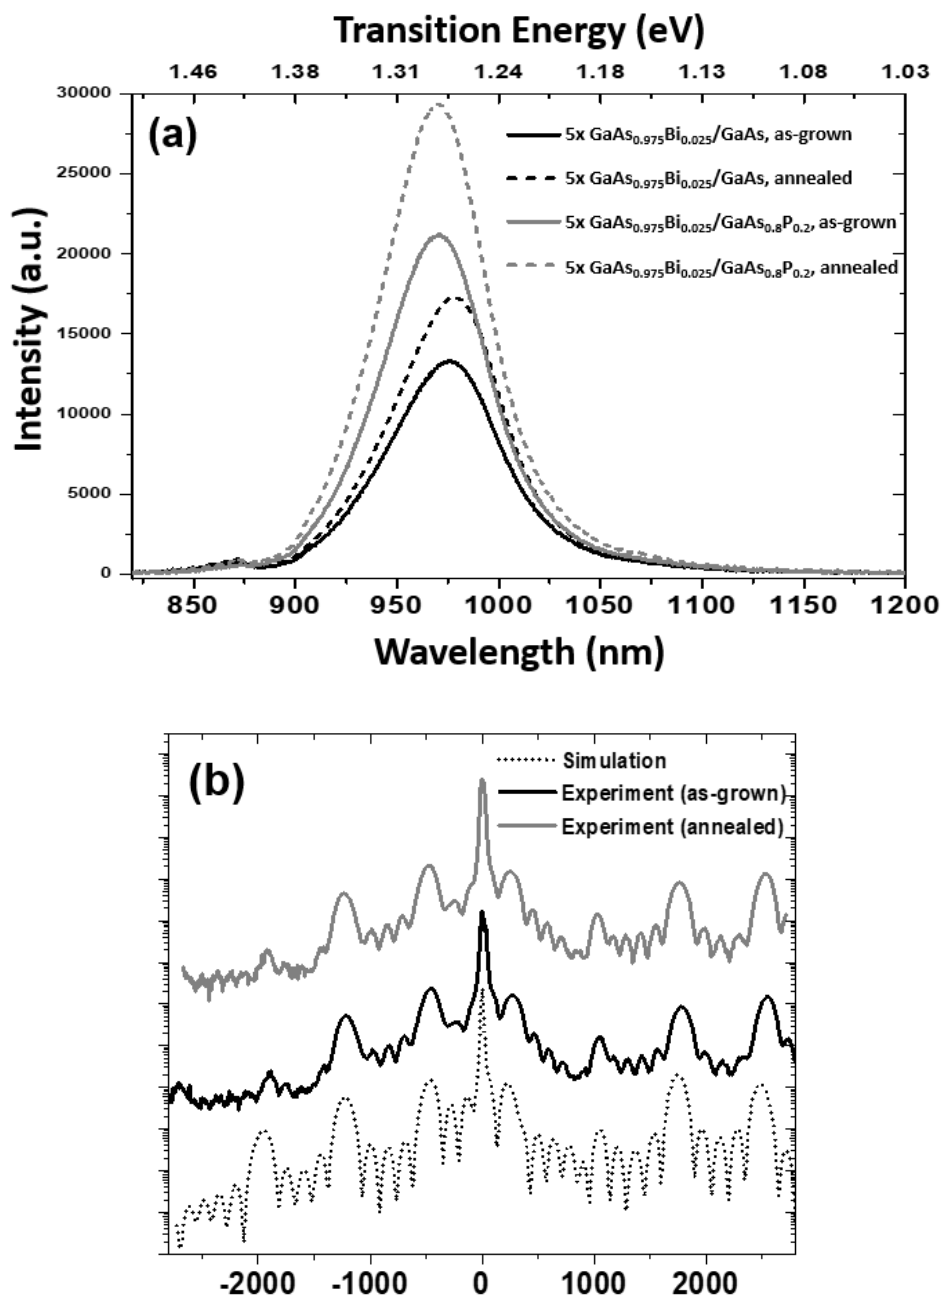 Transition Energy (eV)
1.46 1.38 1.31 1.24 1.18 1.13 1.08 1.03
30000
(a)
5x GaAs₀.₉₇₅Bi₀.₀₂₅/GaAs, as-grown
25000
5x GaAs₀.₉₇₅Bi₀.₀₂₅/GaAs, annealed
5x GaAs₀.₉₇₅Bi₀.₀₂₅/GaAs₀.₈P₀.₂, as-grown
20000
5x GaAs₀.₉₇₅Bi₀.₀₂₅/GaAs₀.₈P₀.₂, annealed
15000
10000
5000
0
Intensity (a.u.)
850 900 950 1000 1050 1100 1150 1200
Wavelength (nm)
(b)
Simulation
Experiment (as-grown)
Experiment (annealed)
-2000 -1000 0 1000 2000